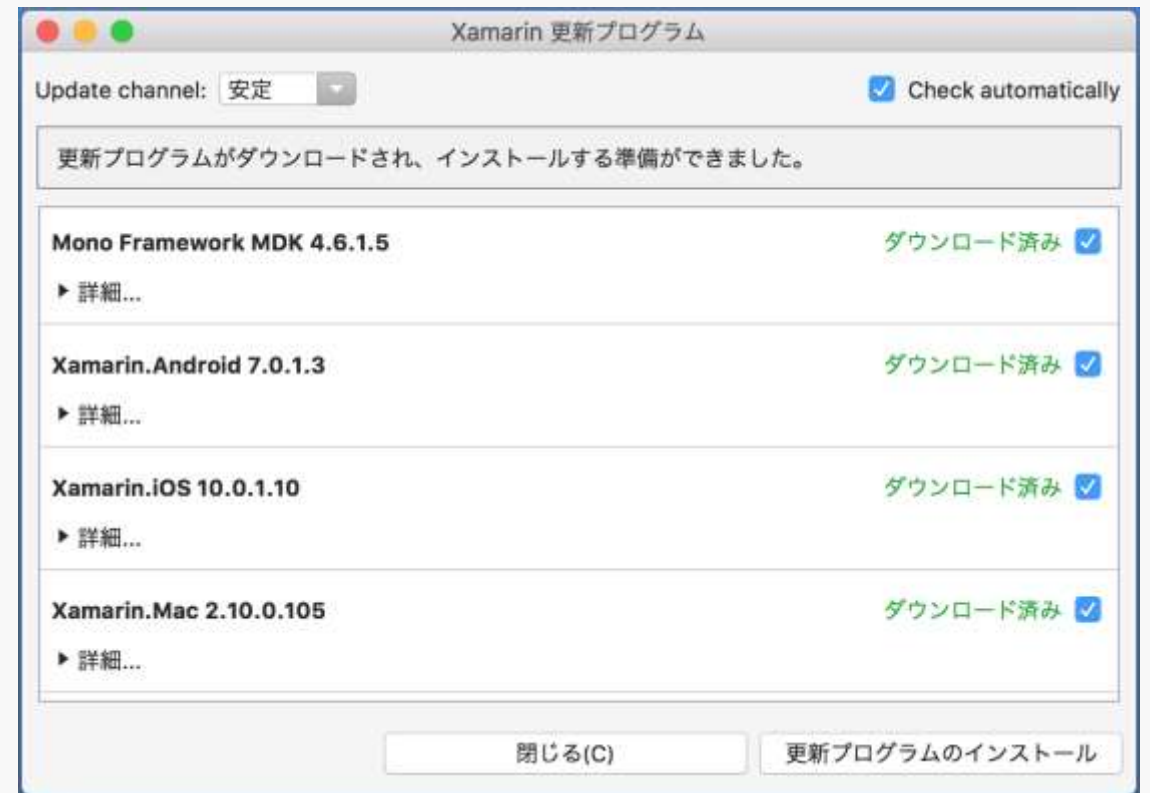 Xamarin 更新プログラム
Update channel: 安定 Check automatically
更新プログラムがダウンロードされ、インストールする準備ができました。
Mono Framework MDK 4.6.1.5 ダウンロード済み
詳細...
Xamarin.Android 7.0.1.3 ダウンロード済み
詳細...
Xamarin.iOS 10.0.1.10 ダウンロード済み
詳細...
Xamarin.Mac 2.10.0.105 ダウンロード済み
詳細...
閉じる(C) 更新プログラムのインストール